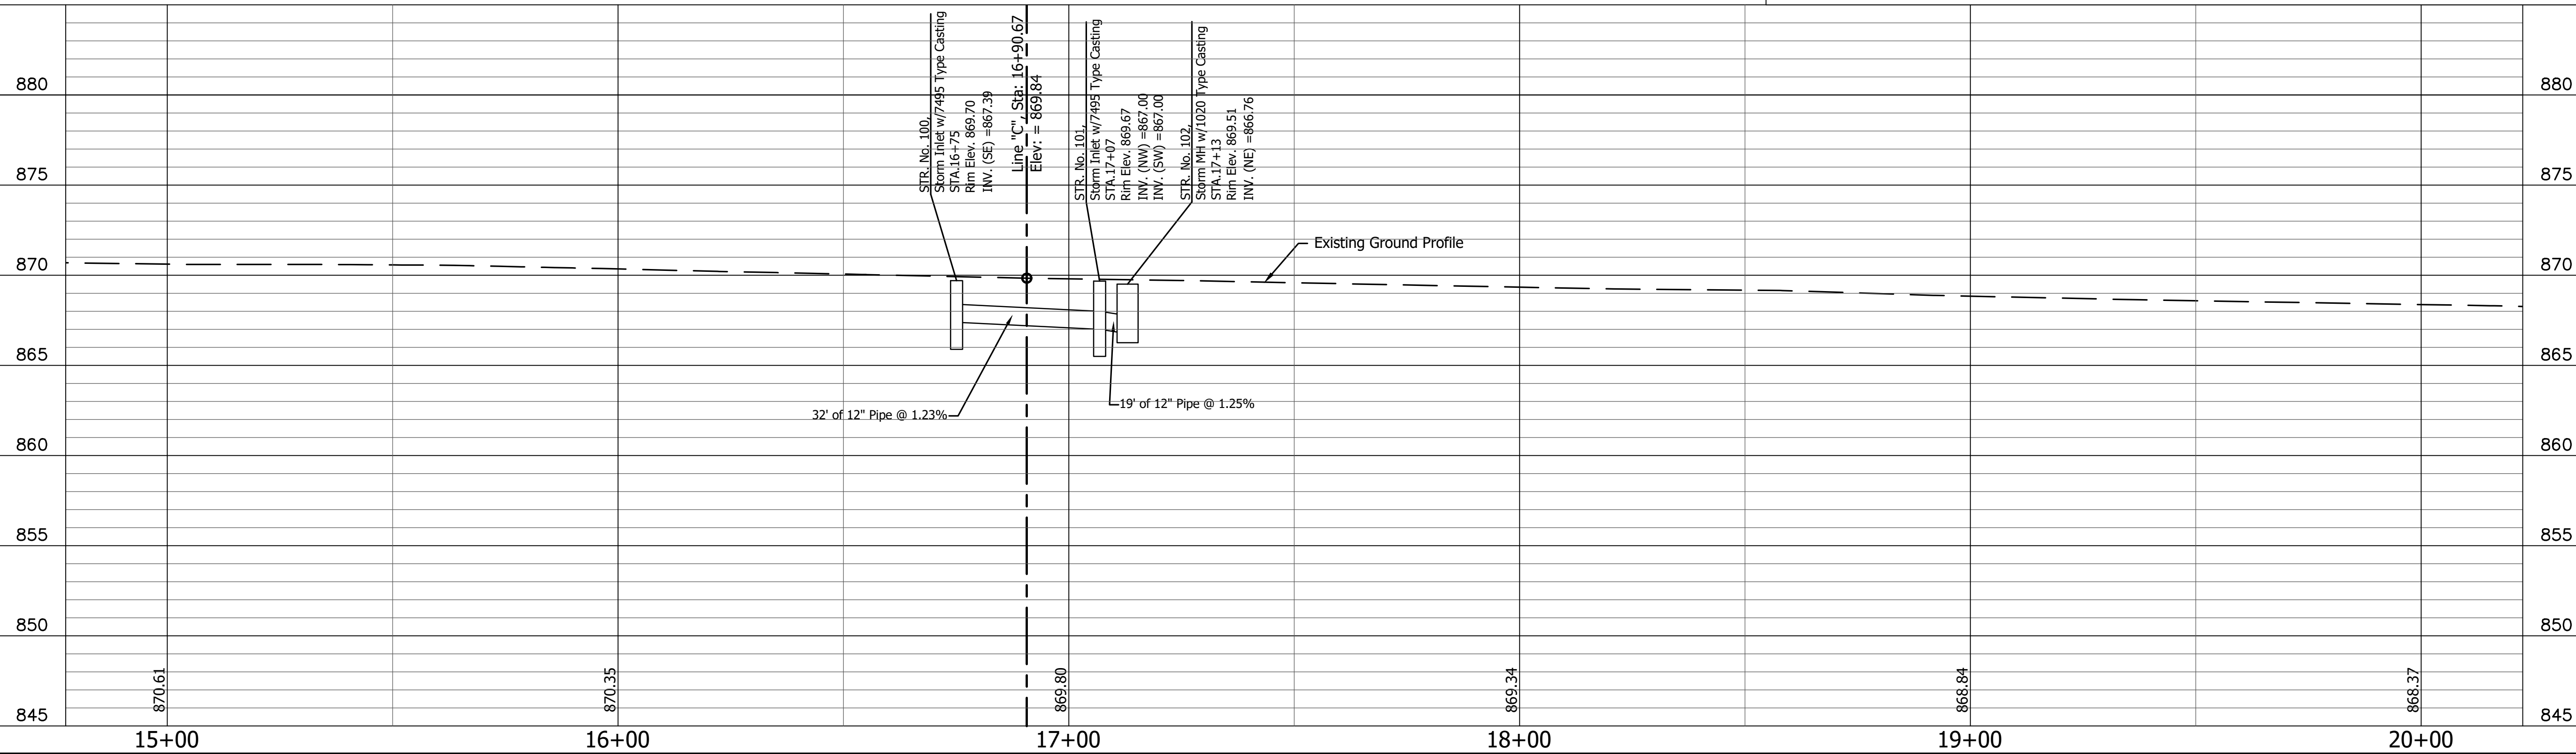 880
875
870
865
860
855
850
845
STR. No. 100,
Storm Inlet w/7495 Type Casting
STA.16+75
Rim Elev. 869.70
INV. (SE) =867.39
Line "C", Sta: 16+90.67
Elev: = 869.84
STR. No. 101,
Storm Inlet w/7495 Type Casting
STA.17+07
Rim Elev. 869.67
INV. (NW) =867.00
INV. (SW) =867.00
STR. No. 102,
Storm MH w/1020 Type Casting
STA.17+13
Rim Elev. 869.51
INV. (NE) =866.76
Existing Ground Profile
32' of 12" Pipe @ 1.23%
19' of 12" Pipe @ 1.25%
880
875
870
865
860
855
850
845
870.61
870.35
869.80
869.34
868.84
868.37
15+00
16+00
17+00
18+00
19+00
20+00